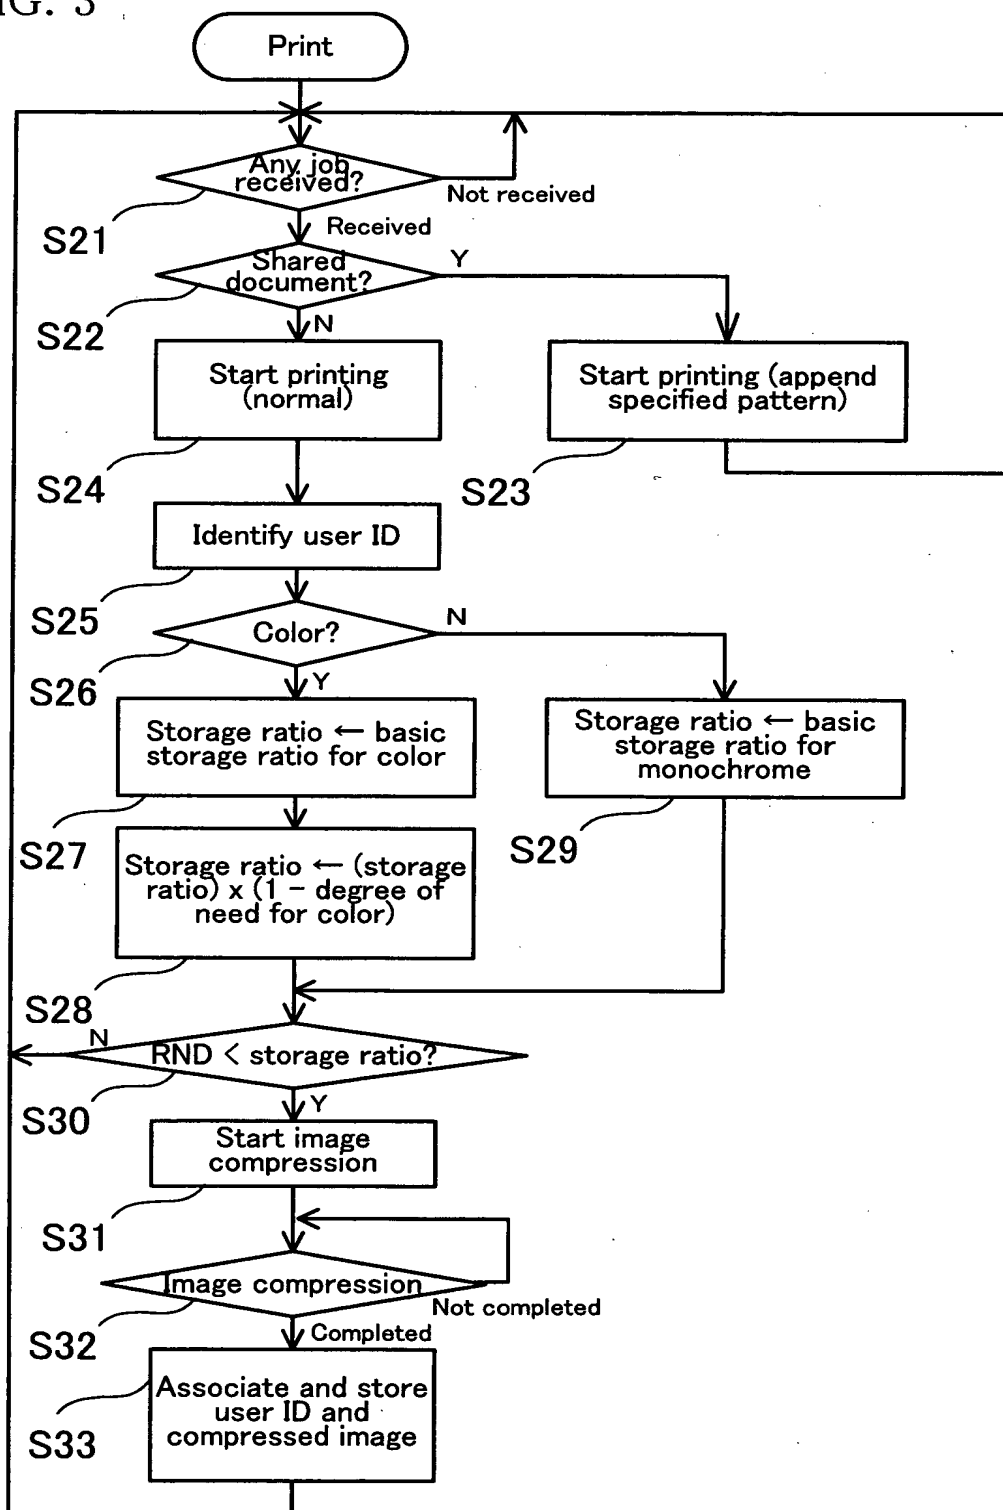 FIG. 3
Print
Any job
received?
Not received
S21
Received
Shared
document?
Y
S22
N
Start printing
(normal)
Start printing (append
specified pattern)
S24
S23
Identify user ID
S25
Color?
N
S26
Y
Storage ratio ← basic
storage ratio for color
Storage ratio ← basic
storage ratio for
monochrome
S27
S29
Storage ratio ← (storage
ratio) x (1 - degree of
need for color)
S28
N
RND < storage ratio?
S30
Y
Start image
compression
S31
Image compression
Not completed
S32
Completed
Associate and store
user ID and
compressed image
S33